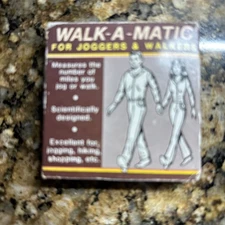 WALK-A-MATIC
FOR JOGGERS & WALKERS
Measures the
number of
miles you
jog or walk.
Scientifically
designed.
Excellent for,
jogging, hiking,
shopping, etc.